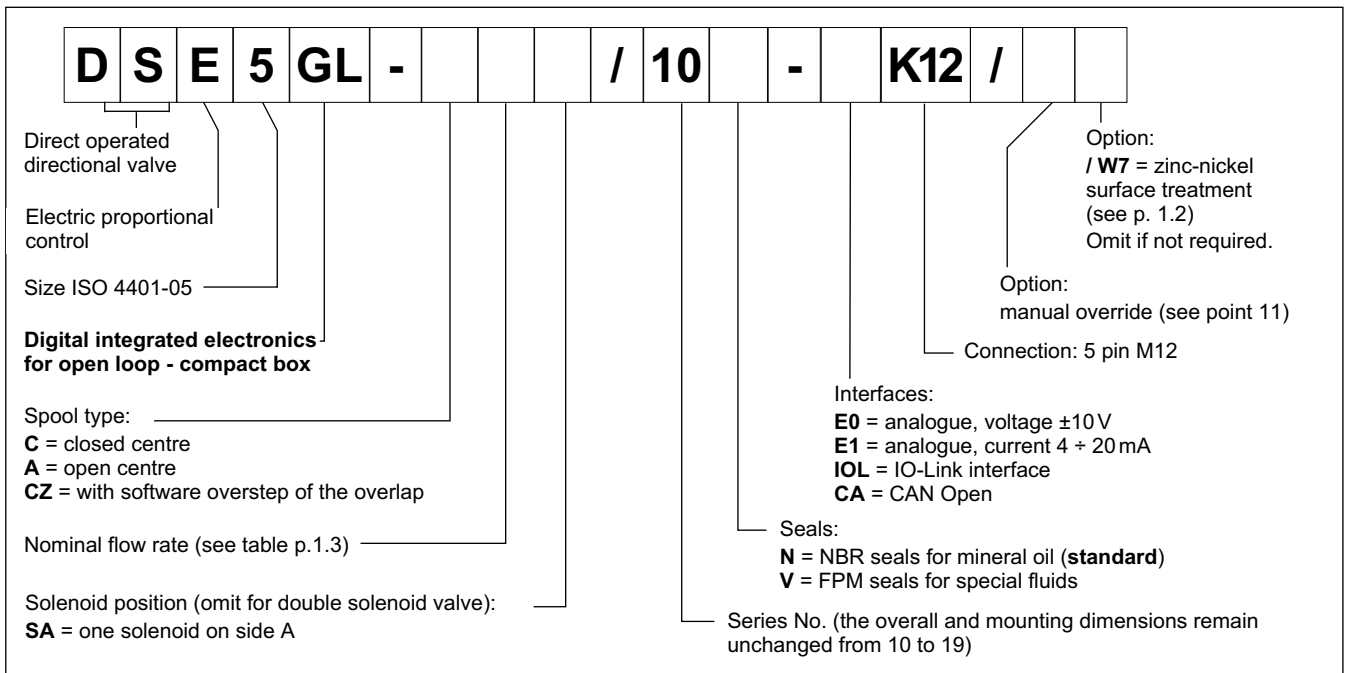 D S E 5 GL - / 10 - K12 /
Direct operated
directional valve
Electric proportional
control
Size ISO 4401-05
Digital integrated electronics
for open loop - compact box
Spool type:
C = closed centre
A = open centre
CZ = with software overstep of the overlap
Nominal flow rate (see table p.1.3)
Solenoid position (omit for double solenoid valve):
SA = one solenoid on side A
Option:
/ W7 = zinc-nickel
surface treatment
(see p. 1.2)
Omit if not required.
Option:
manual override (see point 11)
Connection: 5 pin M12
Interfaces:
E0 = analogue, voltage ±10 V
E1 = analogue, current 4 ÷ 20 mA
IOL = IO-Link interface
CA = CAN Open
Seals:
N = NBR seals for mineral oil (standard)
V = FPM seals for special fluids
Series No. (the overall and mounting dimensions remain
unchanged from 10 to 19)